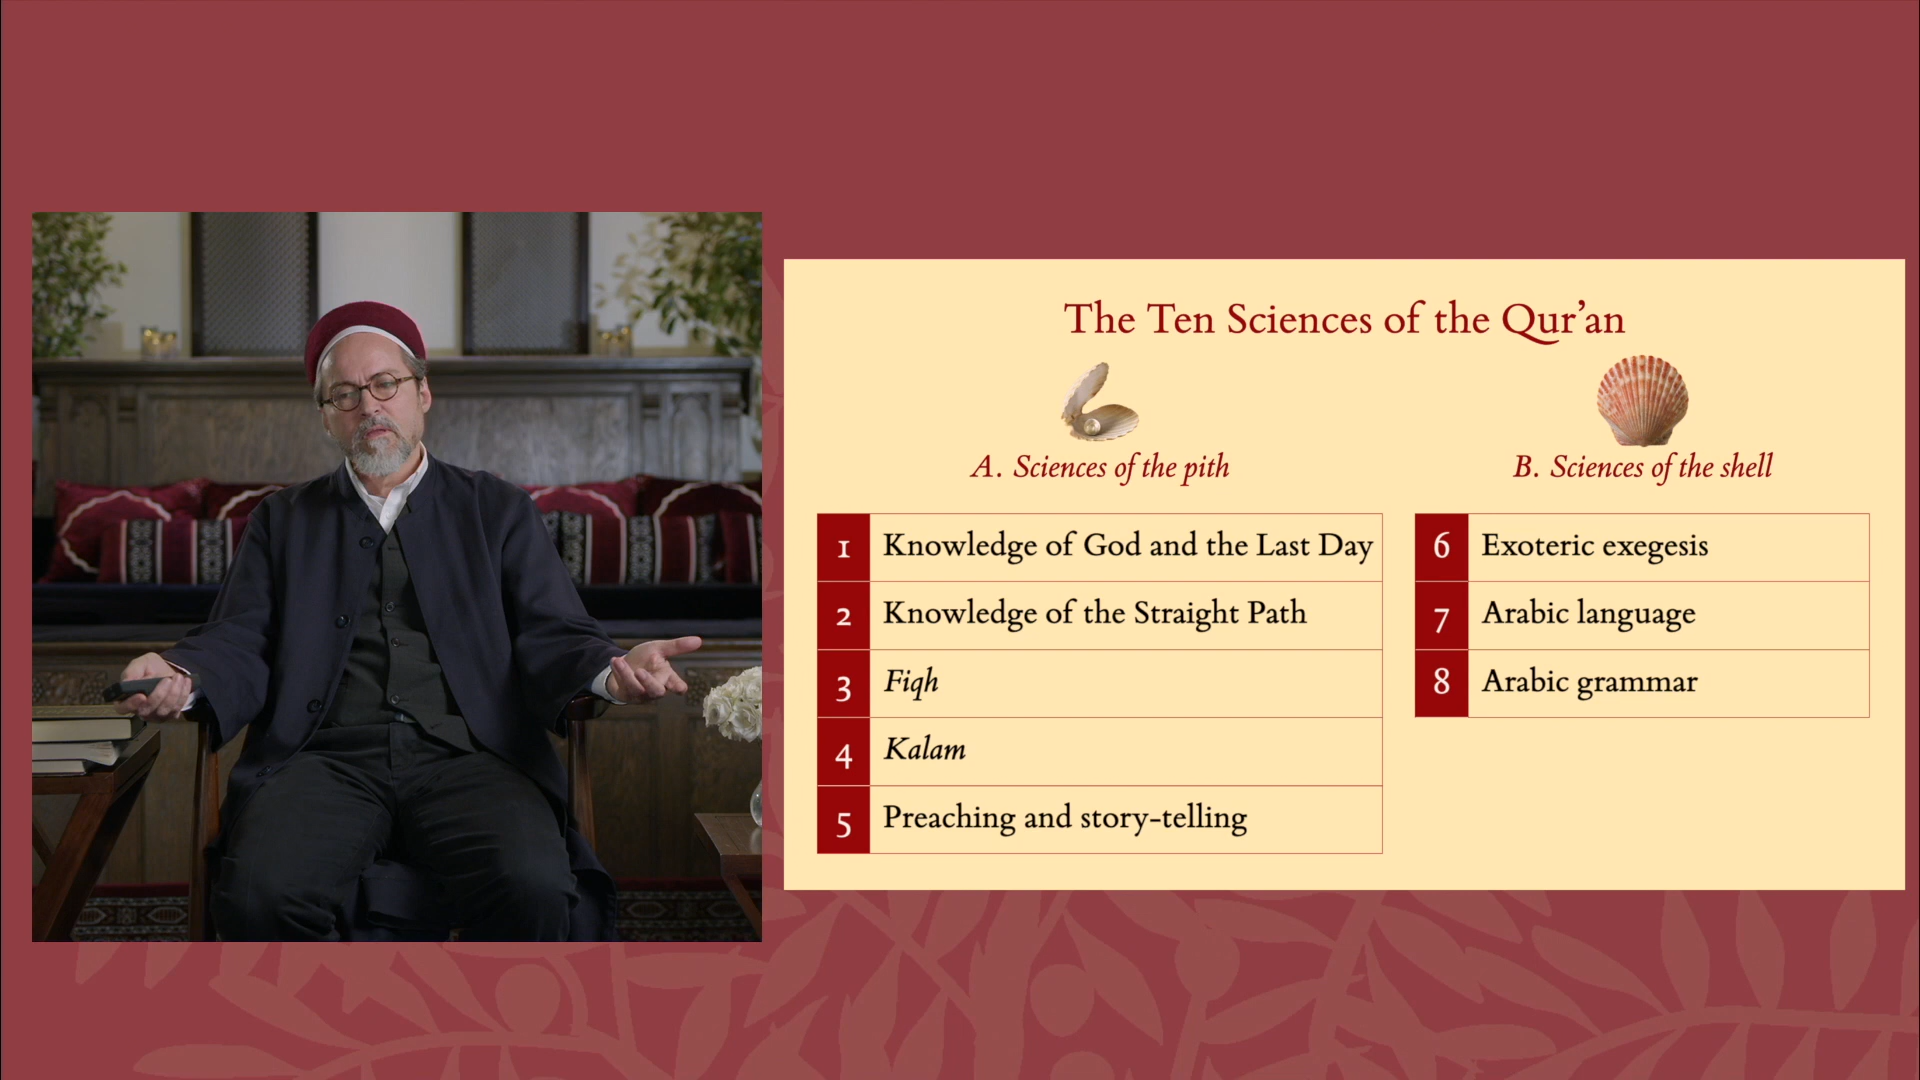 The Ten Sciences of the Qur’an
A. Sciences of the pith
1 Knowledge of God and the Last Day
2 Knowledge of the Straight Path
3 Fiqh
4 Kalam
5 Preaching and story-telling
B. Sciences of the shell
6 Exoteric exegesis
7 Arabic language
8 Arabic grammar